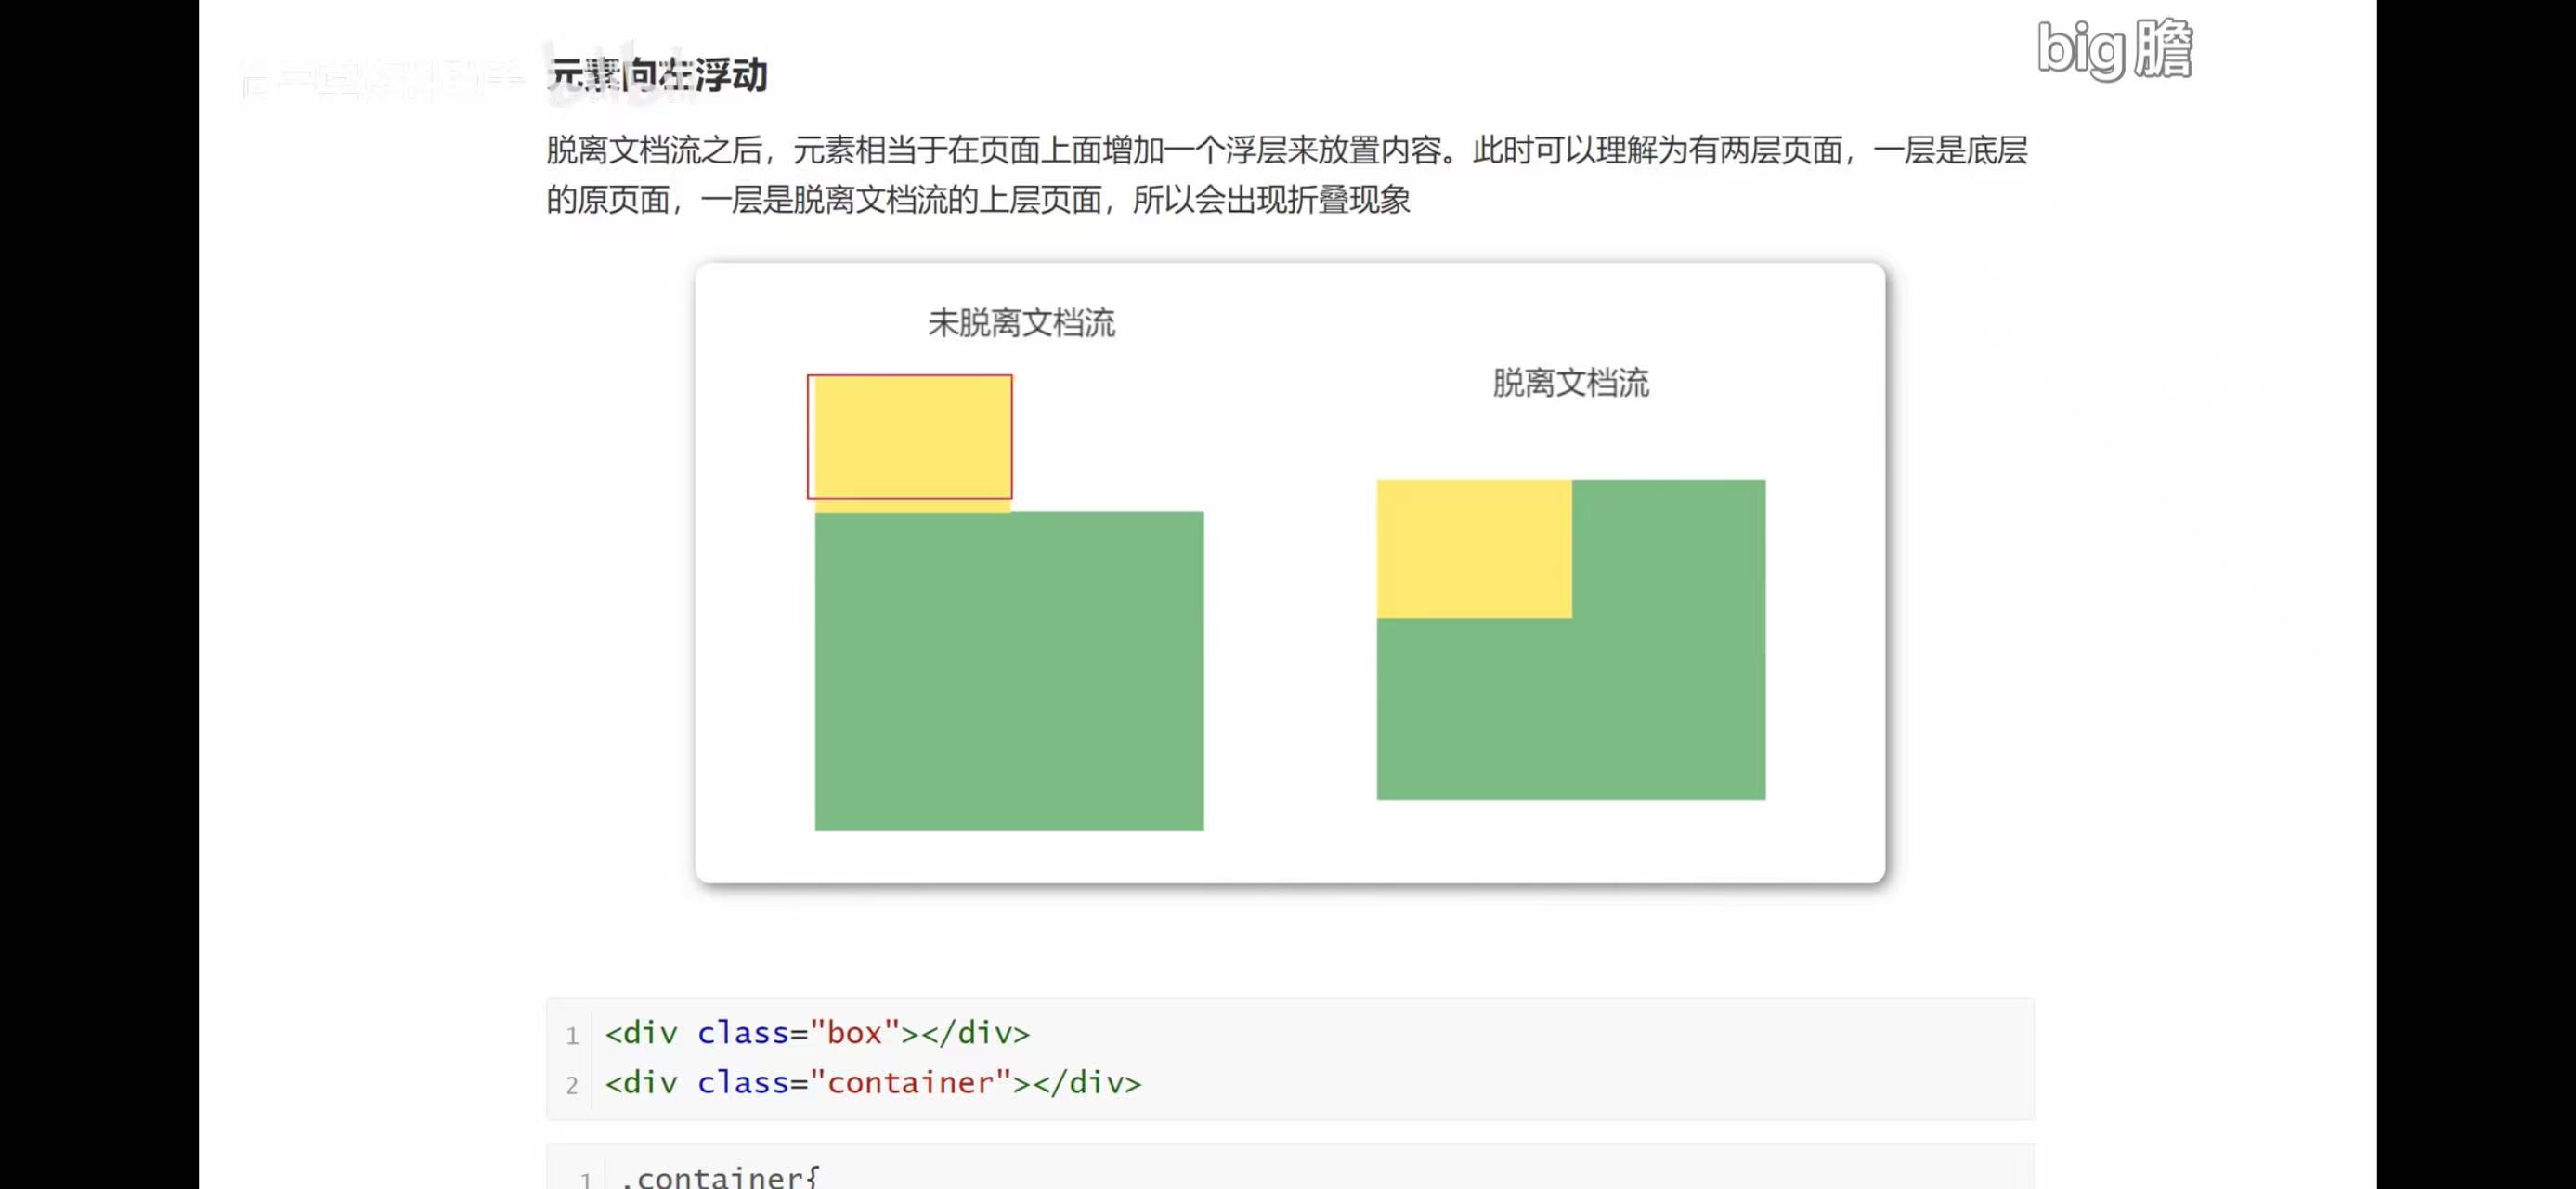 big 膽
元素向左浮动
脱离文档流之后，元素相当于在页面上面增加一个浮层来放置内容。此时可以理解为有两层页面，一层是底层
的原页面，一层是脱离文档流的上层页面，所以会出现折叠现象
未脱离文档流
脱离文档流
1 <div class="box"></div>
2 <div class="container"></div>
1 .container{